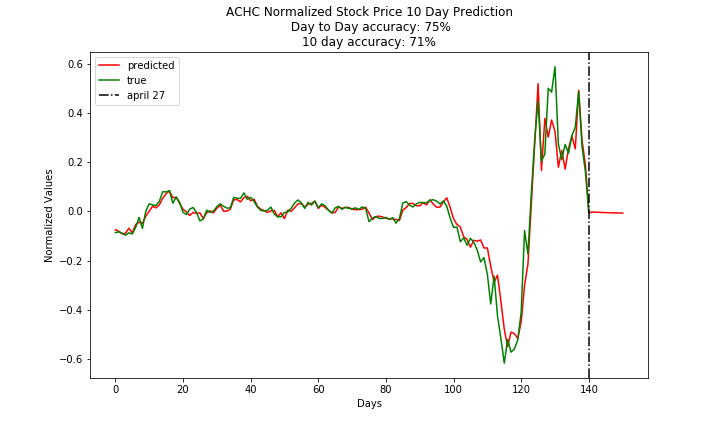 ACHC Normalized Stock Price 10 Day Prediction
Day to Day accuracy: 75%
10 day accuracy: 71%
predicted
true
april 27
Normalized Values
0.6
0.4
0.2
0.0
−0.2
−0.4
−0.6
0
20
40
60
80
100
120
140
Days